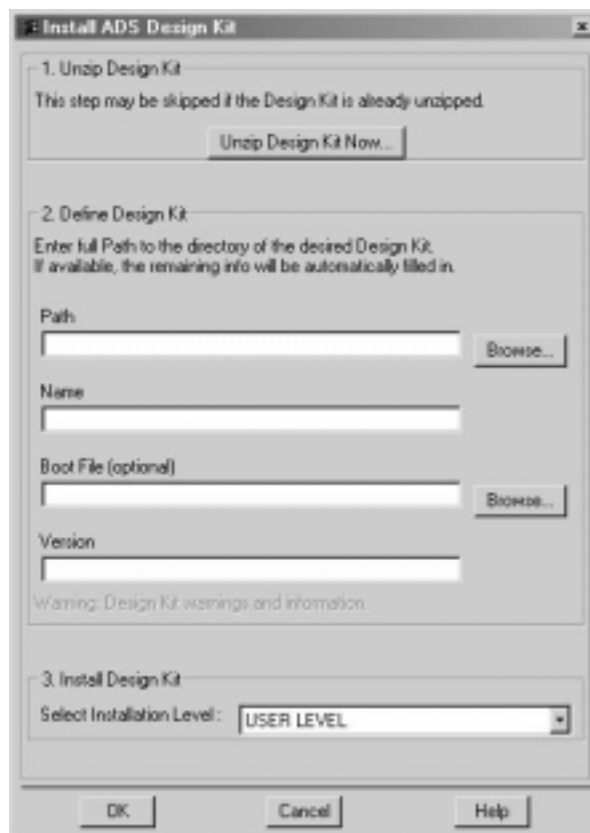 Install ADS Design Kit
1. Unzip Design Kit
This step may be skipped if the Design Kit is already unzipped.
Unzip Design Kit Now...
2. Define Design Kit
Enter full Path to the directory of the desired Design Kit.
If available, the remaining info will be automatically filled in.
Path
Browse...
Name
Boot File (optional)
Browse...
Version
Warning: Design Kit warnings and information
3. Install Design Kit
Select Installation Level : USER LEVEL
OK Cancel Help